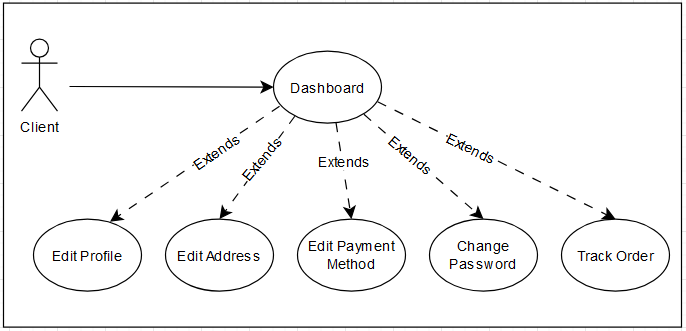 Dashboard
Client
Extends
Extends
Extends
Extends
Extends
Edit Profile
Edit Address
Edit Payment
Method
Change
Password
Track Order